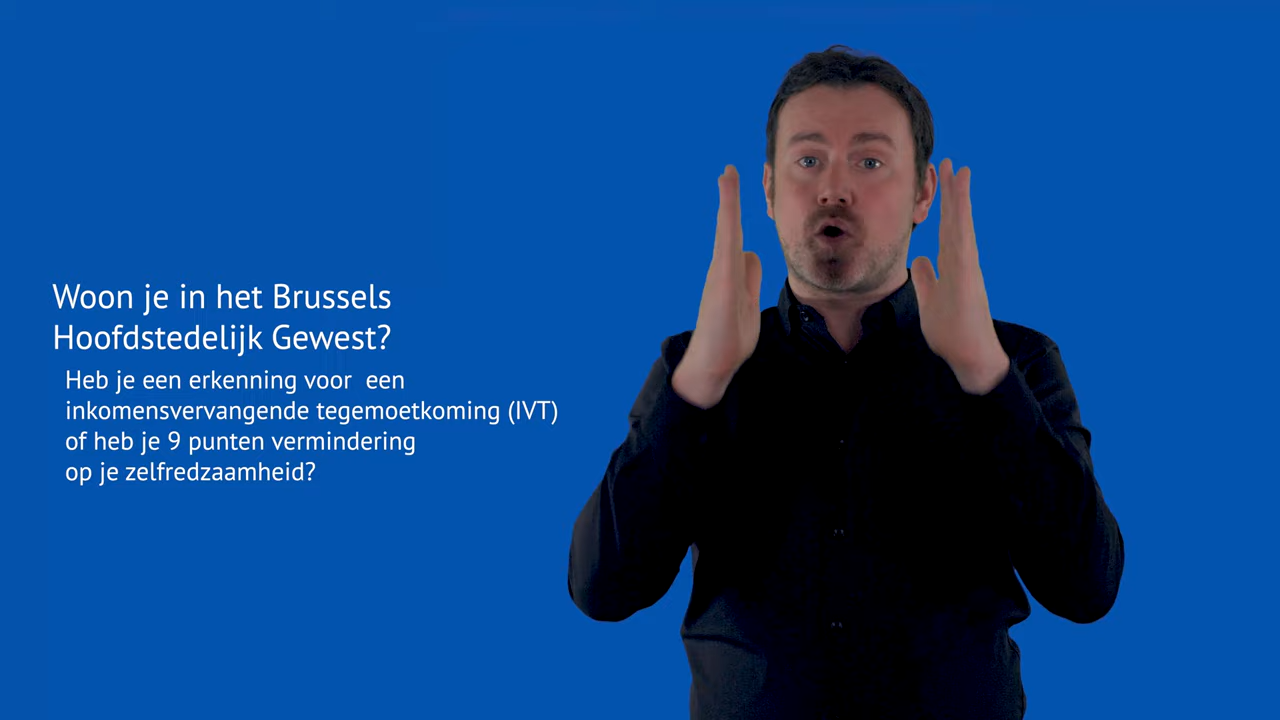 Woon je in het Brussels
Hoofdstedelijk Gewest?
Heb je een erkenning voor een
inkomensvervangende tegemoetkoming (IVT)
of heb je 9 punten vermindering
op je zelfredzaamheid?